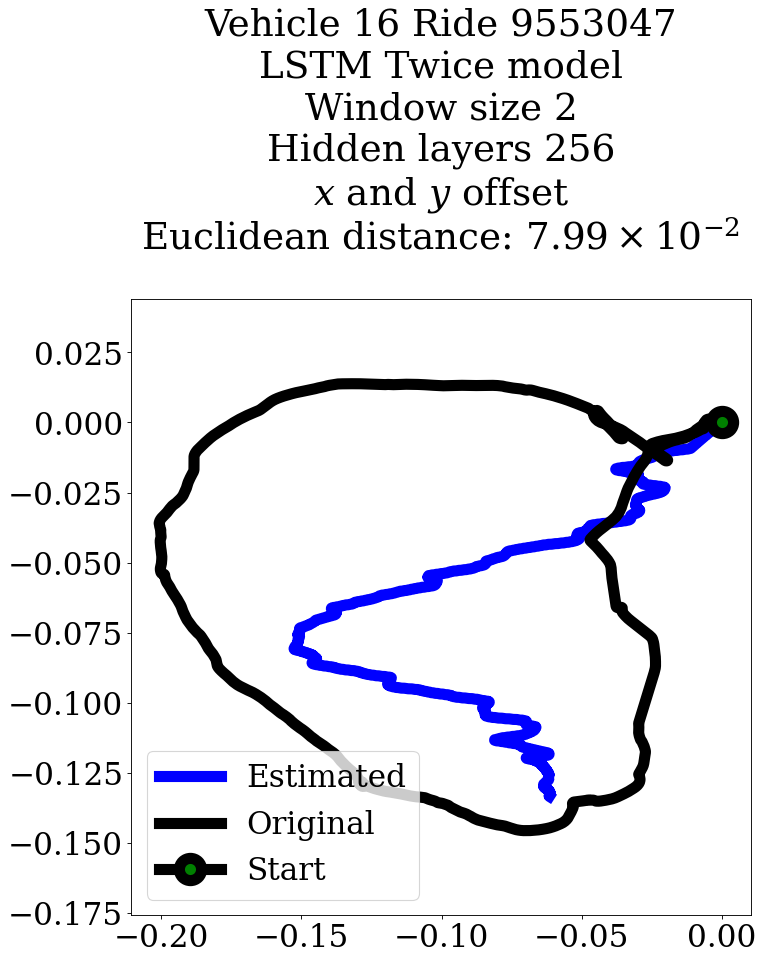 Vehicle 16 Ride 9553047
LSTM Twice model
Window size 2
Hidden layers 256
x and y offset
Euclidean distance: 7.99 × 10⁻²
0.025
0.000
−0.025
−0.050
−0.075
−0.100
−0.125
−0.150
−0.175
Estimated
Original
Start
−0.20 −0.15 −0.10 −0.05 0.00